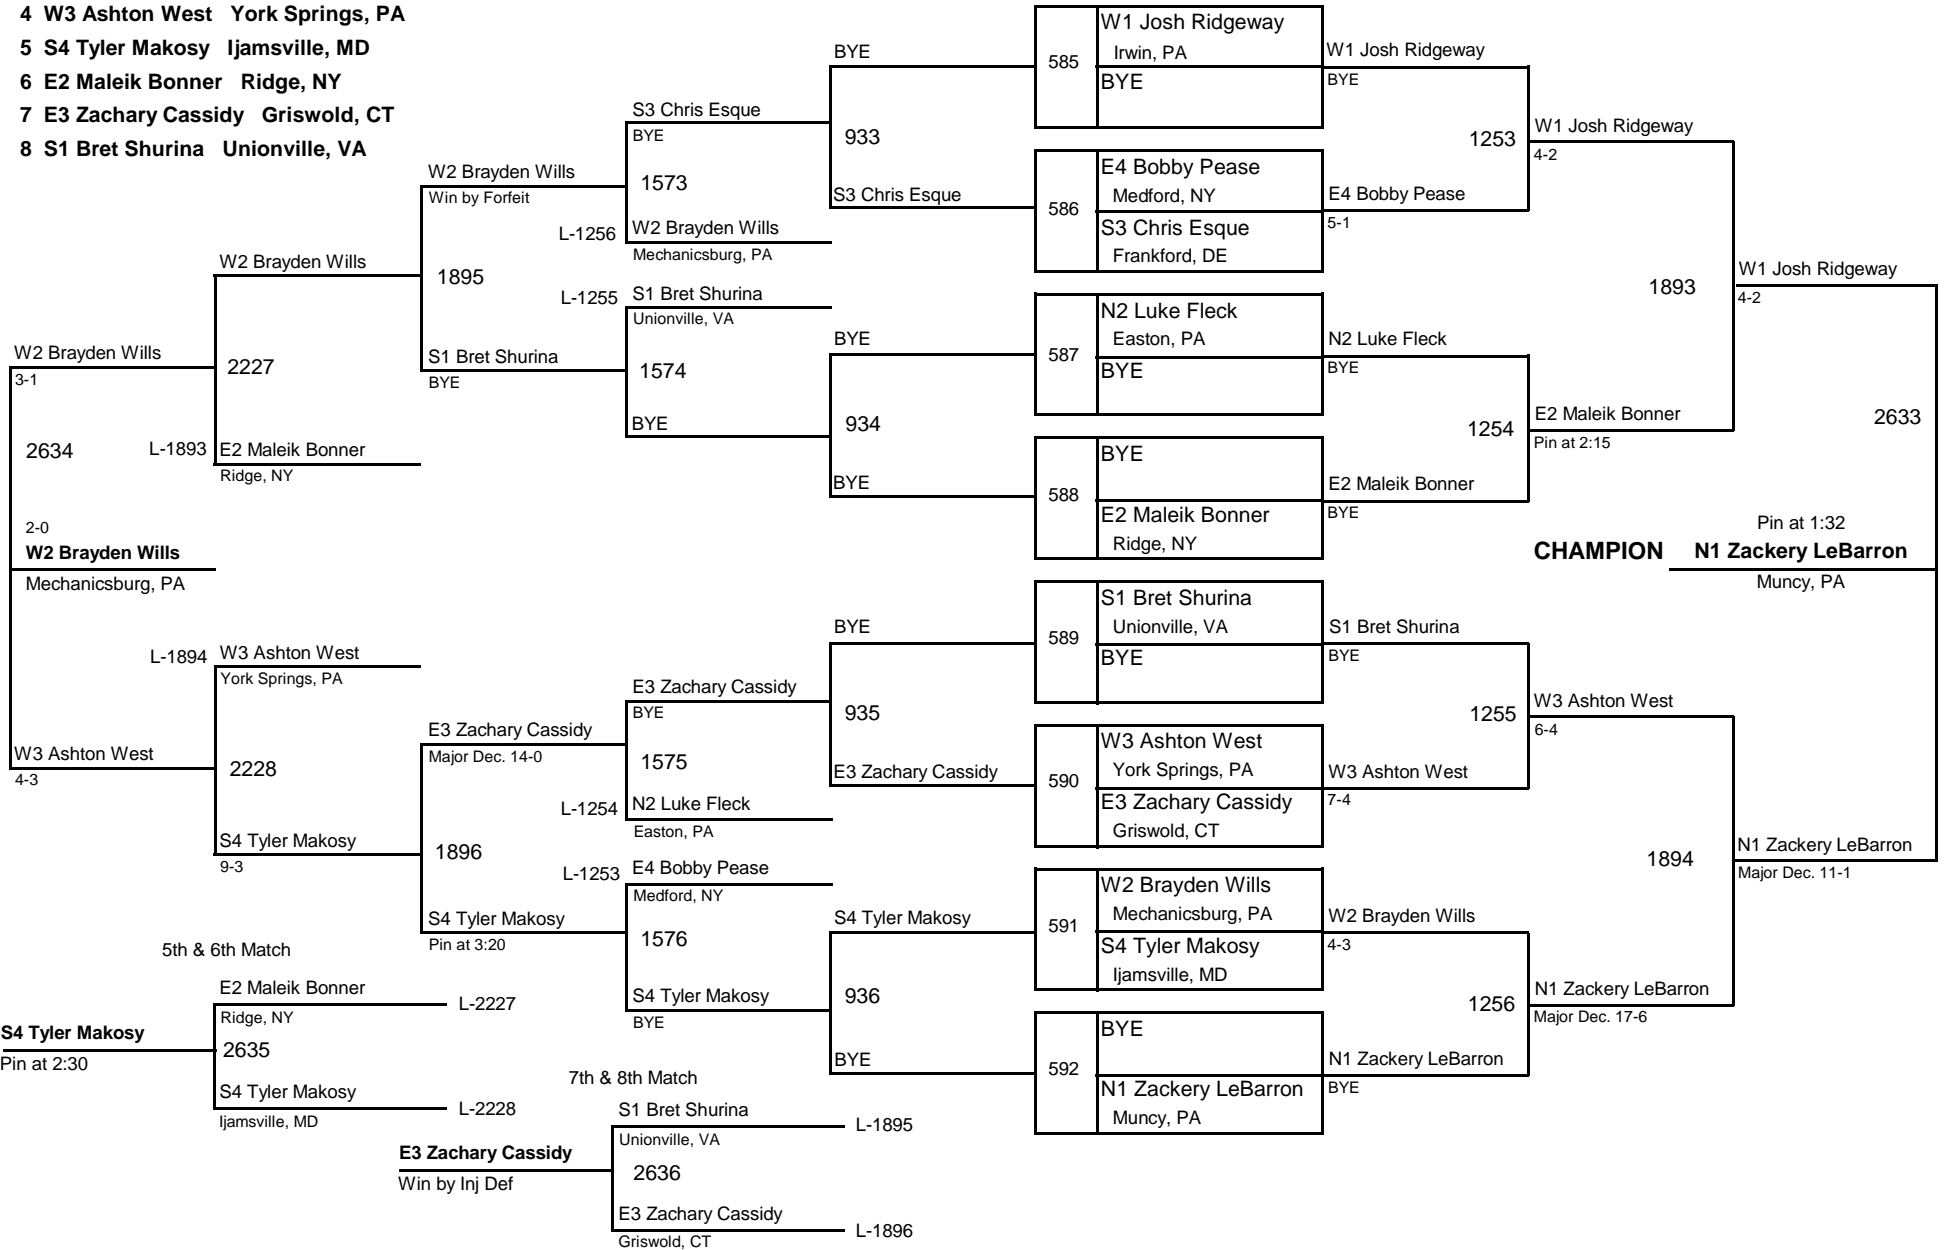 4 W3 Ashton West York Springs, PA
5 S4 Tyler Makosy Ijamsville, MD
6 E2 Maleik Bonner Ridge, NY
7 E3 Zachary Cassidy Griswold, CT
8 S1 Bret Shurina Unionville, VA
W2 Brayden Wills
3-1
2634
2-0
W2 Brayden Wills
Mechanicsburg, PA
W3 Ashton West
4-3
W2 Brayden Wills
2227
L-1893
E2 Maleik Bonner
Ridge, NY
L-1894
W3 Ashton West
York Springs, PA
2228
S4 Tyler Makosy
9-3
W2 Brayden Wills
Win by Forfeit
1895
S1 Bret Shurina
BYE
E3 Zachary Cassidy
Major Dec. 14-0
1896
S4 Tyler Makosy
Pin at 3:20
S3 Chris Esque
BYE
1573
L-1256
W2 Brayden Wills
Mechanicsburg, PA
L-1255
S1 Bret Shurina
Unionville, VA
1574
BYE
E3 Zachary Cassidy
BYE
1575
L-1254
N2 Luke Fleck
Easton, PA
L-1253
E4 Bobby Pease
Medford, NY
1576
S4 Tyler Makosy
BYE
BYE
933
S3 Chris Esque
BYE
934
BYE
BYE
935
E3 Zachary Cassidy
S4 Tyler Makosy
936
BYE
585
W1 Josh Ridgeway
Irwin, PA
BYE
586
E4 Bobby Pease
Medford, NY
S3 Chris Esque
Frankford, DE
587
N2 Luke Fleck
Easton, PA
BYE
588
BYE
E2 Maleik Bonner
Ridge, NY
589
S1 Bret Shurina
Unionville, VA
BYE
590
W3 Ashton West
York Springs, PA
E3 Zachary Cassidy
Griswold, CT
591
W2 Brayden Wills
Mechanicsburg, PA
S4 Tyler Makosy
Ijamsville, MD
592
BYE
N1 Zackery LeBarron
Muncy, PA
W1 Josh Ridgeway
BYE
1253
E4 Bobby Pease
5-1
N2 Luke Fleck
BYE
1254
E2 Maleik Bonner
BYE
S1 Bret Shurina
BYE
1255
W3 Ashton West
7-4
W2 Brayden Wills
4-3
1256
N1 Zackery LeBarron
BYE
W1 Josh Ridgeway
4-2
1893
E2 Maleik Bonner
Pin at 2:15
W3 Ashton West
6-4
1894
N1 Zackery LeBarron
Major Dec. 17-6
W1 Josh Ridgeway
4-2
2633
Pin at 1:32
CHAMPION N1 Zackery LeBarron
Muncy, PA
N1 Zackery LeBarron
Major Dec. 11-1
5th & 6th Match
E2 Maleik Bonner
L-2227
Ridge, NY
S4 Tyler Makosy
2635
Pin at 2:30
S4 Tyler Makosy
L-2228
Ijamsville, MD
7th & 8th Match
S1 Bret Shurina
L-1895
Unionville, VA
E3 Zachary Cassidy
2636
Win by Inj Def
E3 Zachary Cassidy
L-1896
Griswold, CT